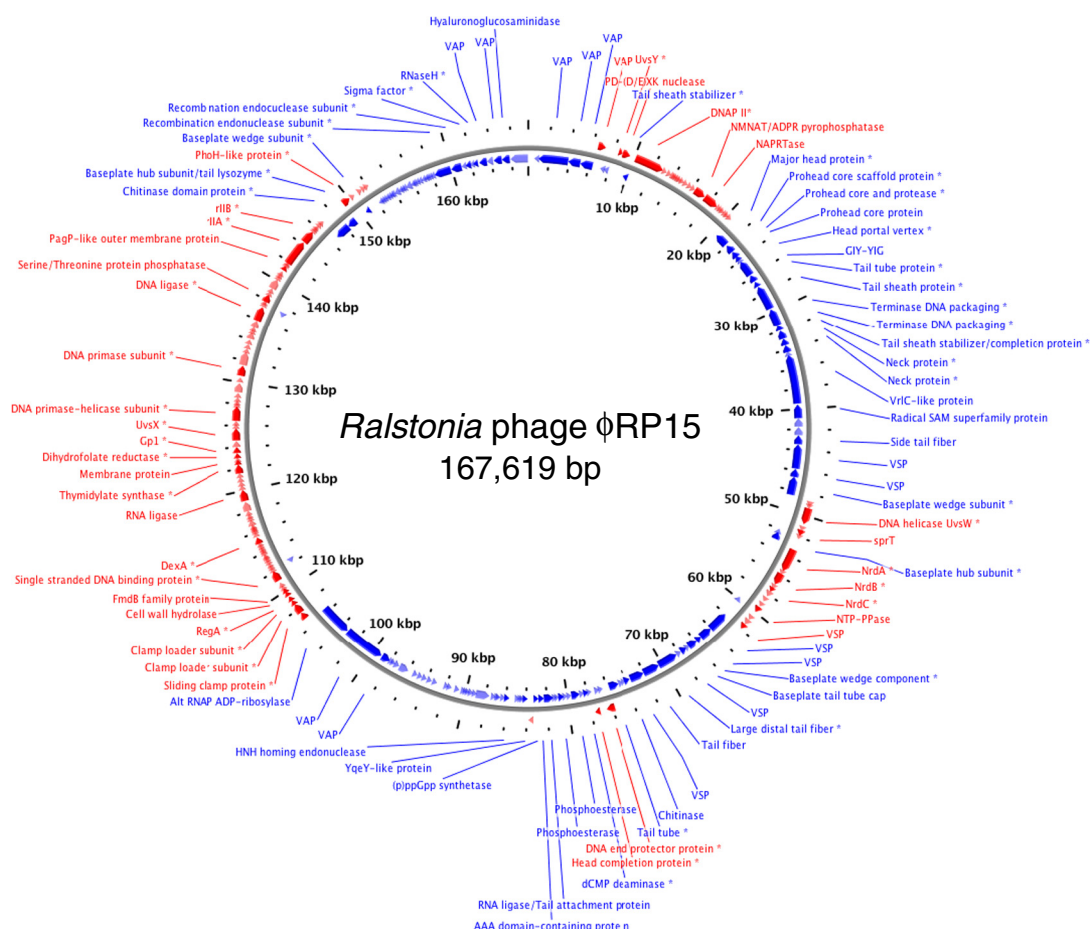 Hyaluronoglucosaminidase
VAP
VAP
RNaseH *
Sigma factor *
Recombination endocuclease subunit *
Recombination endonuclease subunit *
Baseplate wedge subunit *
PhoH-like protein *
Baseplate hub subunit/tail lysozyme *
Chitinase domain protein *
rIIB *
rIIA *
PagP-like outer membrane protein
Serine/Threonine protein phosphatase
DNA ligase *
DNA primase subunit *
DNA primase-helicase subunit *
UvsX *
Gp1 *
Dihydrofolate reductase *
Membrane protein
Thymidylate synthase *
RNA ligase
DexA *
Single stranded DNA binding protein *
FmdB family protein
Cell wall hydrolase
RegA *
Clamp loader subunit *
Clamp loader subunit *
Sliding clamp protein *
Alt RNAP ADP-ribosylase
VAP
VAP
HNH homing endonuclease
YqeY-like protein
(p)ppGpp synthetase
VAP
VAP
VAP
VAP
UvsY *
PD-(D/E)XK nuclease
Tail sheath stabilizer *
DNAP II*
NMNAT/ADPR pyrophosphatase
NAPRTase
Major head protein *
Prohead core scaffold protein *
Prohead core and protease *
Prohead core protein
Head portal vertex *
GIY-YIG
Tail tube protein *
Tail sheath protein *
Terminase DNA packaging *
Terminase DNA packaging *
Tail sheath stabilizer/completion protein *
Neck protein *
Neck protein *
VrlC-like protein
Radical SAM superfamily protein
Side tail fiber
VSP
VSP
Baseplate wedge subunit *
DNA helicase UvsW *
sprT
Baseplate hub subunit *
NrdA *
NrdB *
NrdC *
NTP-PPase
VSP
VSP
VSP
Baseplate wedge component *
Baseplate tail tube cap
VSP
Large distal tail fiber *
Tail fiber
VSP
Chitinase
Phosphoesterase
Phosphoesterase
Tail tube *
DNA end protector protein *
Head completion protein *
dCMP deaminase *
RNA ligase/Tail attachment protein
AAA domain-containing protein
10 kbp
20 kbp
30 kbp
40 kbp
50 kbp
60 kbp
70 kbp
80 kbp
90 kbp
100 kbp
110 kbp
120 kbp
130 kbp
140 kbp
150 kbp
160 kbp
Ralstonia phage ϕRP15
167,619 bp